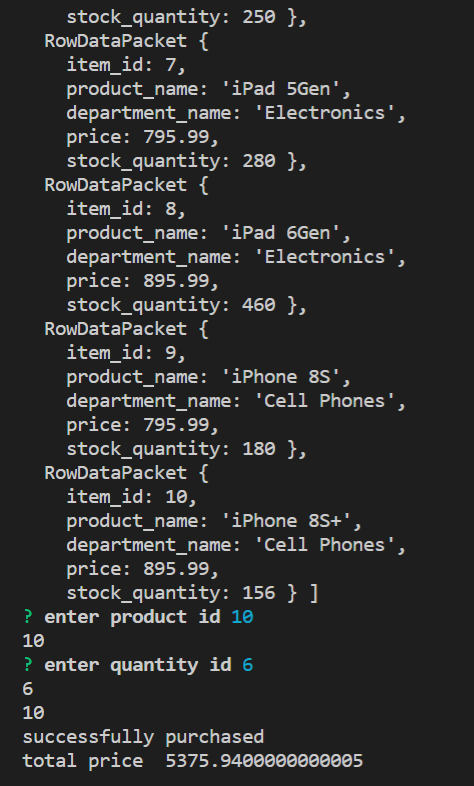 stock_quantity: 250 },
RowDataPacket {
item_id: 7,
product_name: 'iPad 5Gen',
department_name: 'Electronics',
price: 795.99,
stock_quantity: 280 },
RowDataPacket {
item_id: 8,
product_name: 'iPad 6Gen',
department_name: 'Electronics',
price: 895.99,
stock_quantity: 460 },
RowDataPacket {
item_id: 9,
product_name: 'iPhone 8S',
department_name: 'Cell Phones',
price: 795.99,
stock_quantity: 180 },
RowDataPacket {
item_id: 10,
product_name: 'iPhone 8S+',
department_name: 'Cell Phones',
price: 895.99,
stock_quantity: 156 } ]
? enter product id 10
10
? enter quantity id 6
6
10
successfully purchased
total price  5375.9400000000005